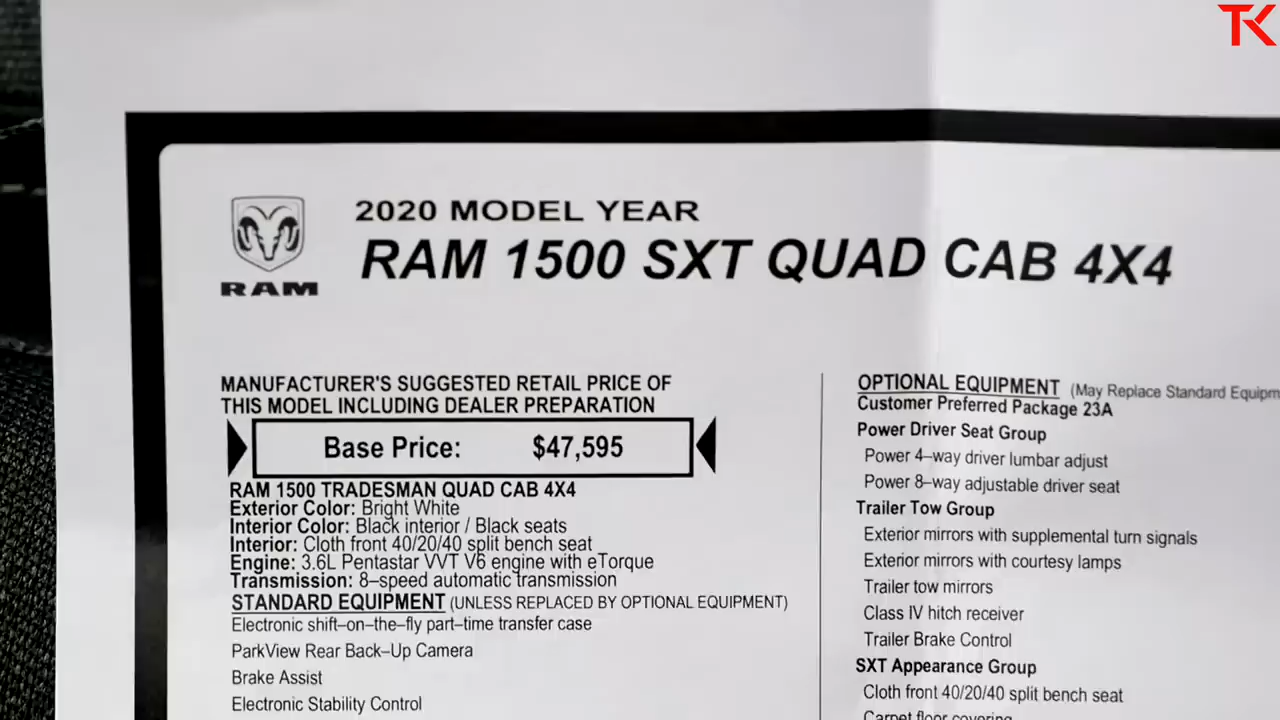 TK
2020 MODEL YEAR
RAM 1500 SXT QUAD CAB 4X4
RAM
MANUFACTURER'S SUGGESTED RETAIL PRICE OF
THIS MODEL INCLUDING DEALER PREPARATION
Base Price: $47,595
RAM 1500 TRADESMAN QUAD CAB 4X4
Exterior Color: Bright White
Interior Color: Black interior / Black seats
Interior: Cloth front 40/20/40 split bench seat
Engine: 3.6L Pentastar VVT V6 engine with eTorque
Transmission: 8–speed automatic transmission
STANDARD EQUIPMENT (UNLESS REPLACED BY OPTIONAL EQUIPMENT)
Electronic shift–on–the–fly part–time transfer case
ParkView Rear Back–Up Camera
Brake Assist
Electronic Stability Control
OPTIONAL EQUIPMENT (May Replace Standard Equipm
Customer Preferred Package 23A
Power Driver Seat Group
Power 4–way driver lumbar adjust
Power 8–way adjustable driver seat
Trailer Tow Group
Exterior mirrors with supplemental turn signals
Exterior mirrors with courtesy lamps
Trailer tow mirrors
Class IV hitch receiver
Trailer Brake Control
SXT Appearance Group
Cloth front 40/20/40 split bench seat
Carpet floor covering